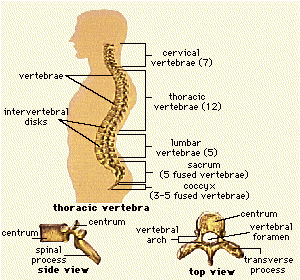 cervical
vertebrae (7)
vertebrae
thoracic
vertebrae (12)
intervertebral
disks
lumbar
vertebrae (5)
sacrum
(5 fused vertebrae)
coccyx
(3-5 fused vertebrae)
thoracic vertebra
centrum
centrum
spinal
process
side view
centrum
vertebral
foramen
vertebral
arch
transverse
process
top view